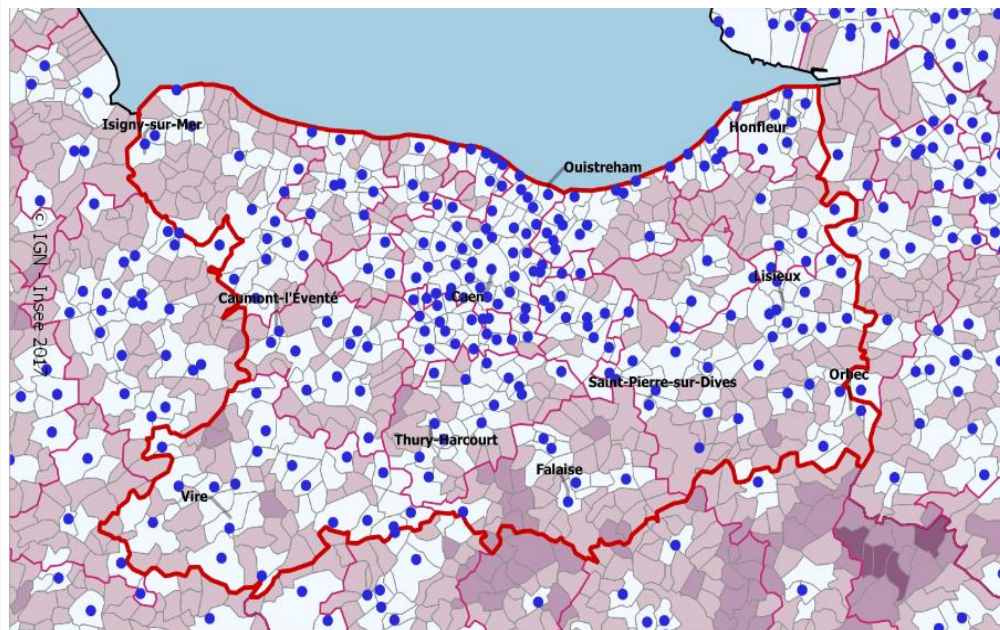 Isigny-sur-Mer
Honfleur
Ouistreham
© IGN - Insee 2017
Lisieux
Caumont-l'Éventé
Caen
Orbec
Saint-Pierre-sur-Dives
Thury-Harcourt
Falaise
Vire